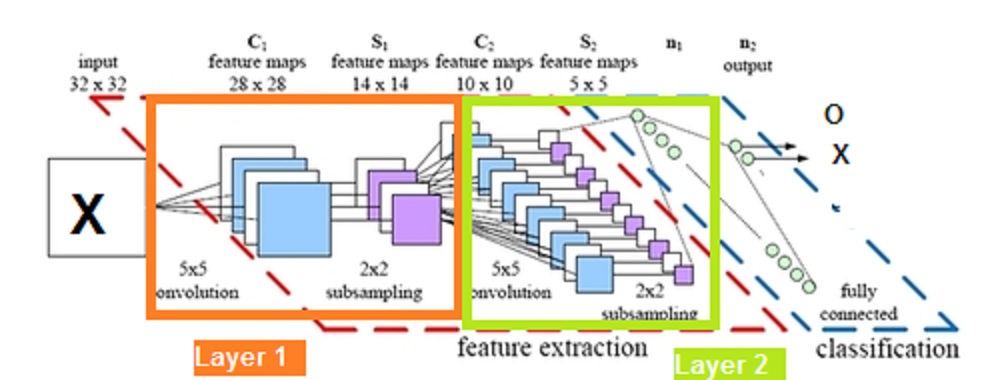 input
32 x 32
C1
feature maps
28 x 28
S1
feature maps
14 x 14
C2
feature maps
10 x 10
S2
feature maps
5 x 5
n1
n2
output
X
O
X
5x5
onvolution
2x2
subsampling
5x5
onvolution
2x2
subsampling
fully
connected
feature extraction
classification
Layer 1
Layer 2